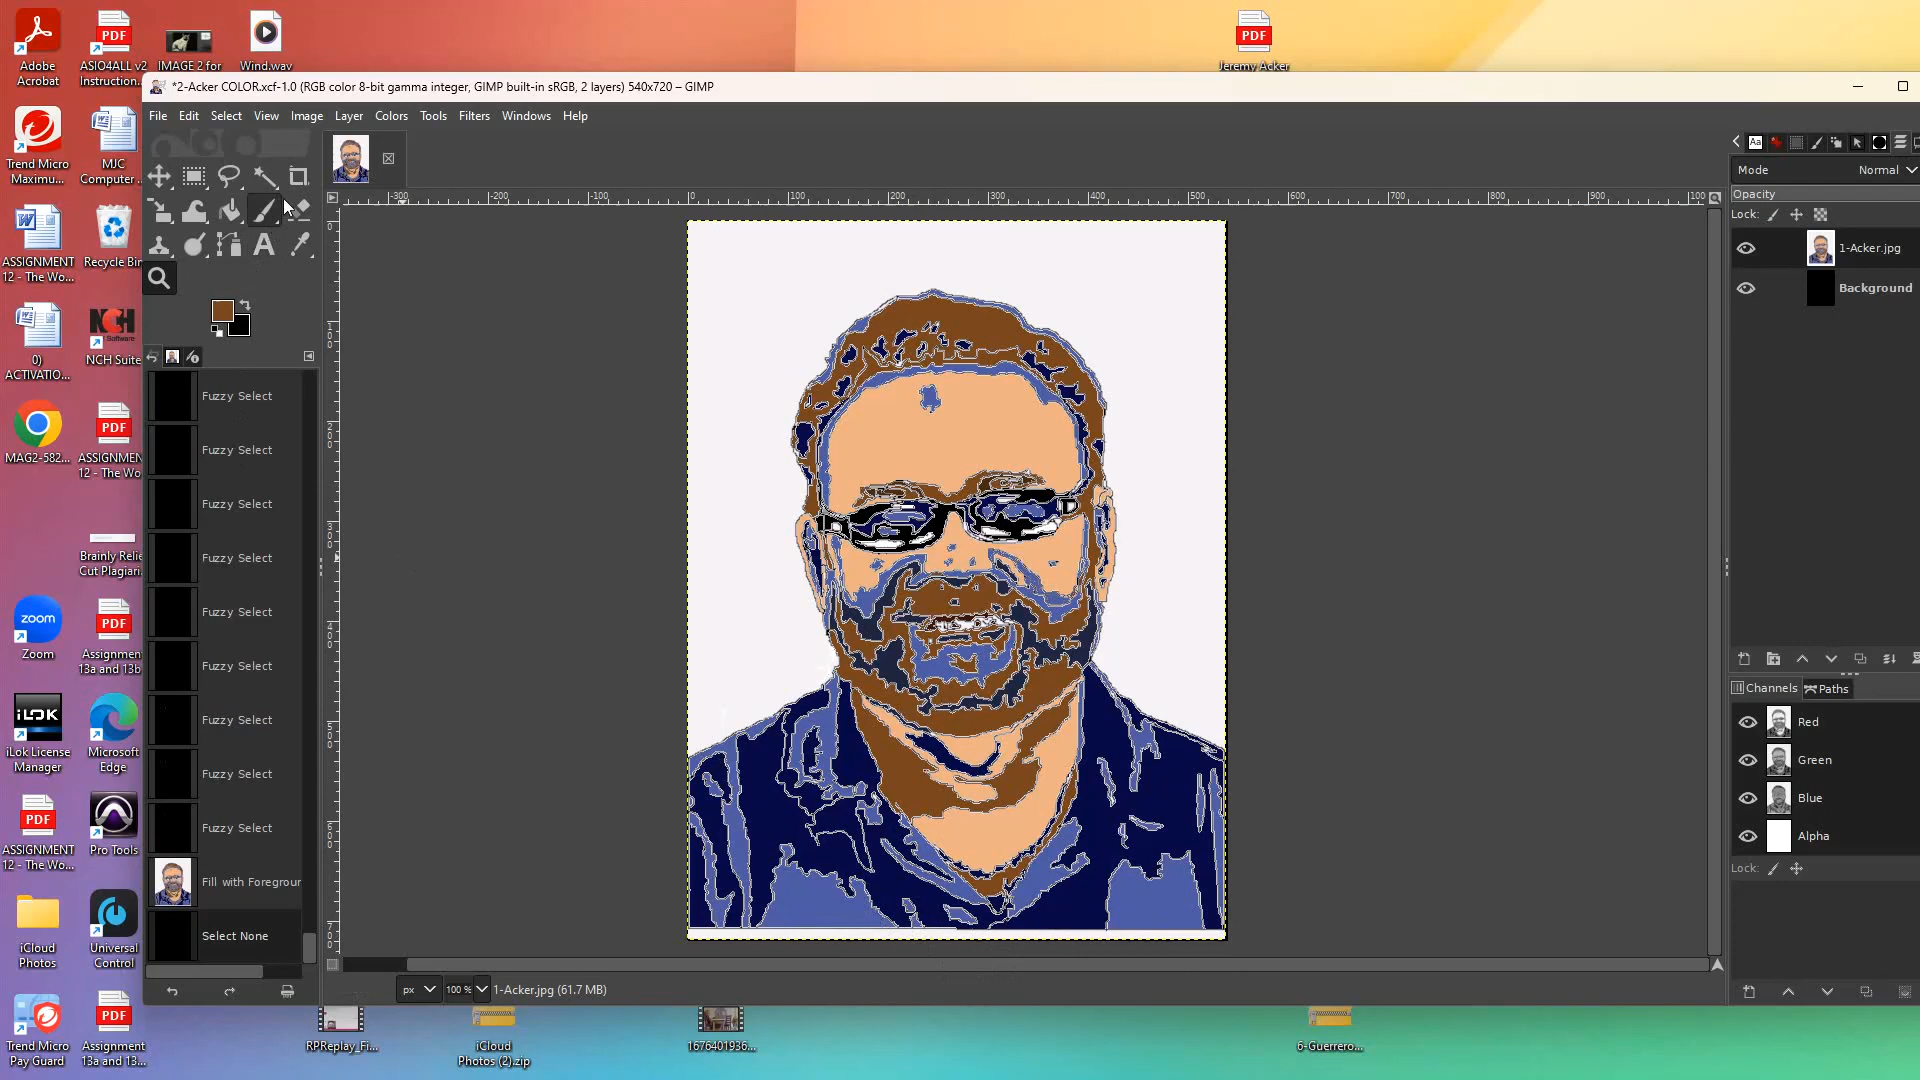 Adobe
Acrobat
ASIO4ALL v2
Instruction...
IMAGE 2 for
Wind.wav
Jeremy Acker
*2-Acker COLOR.xcf-1.0 (RGB color 8-bit gamma integer, GIMP built-in sRGB, 2 layers) 540x720 – GIMP
File Edit Select View Image Layer Colors Tools Filters Windows Help
Trend Micro
Maximu...
MJC
Computer ...
ASSIGNMENT
12 - The Wo...
Recycle Bin
0)
ACTIVATIO...
NCH Suite
MAG2-582...
ASSIGNMENT
12 - The Wo
Brainly Relie
Cut Plagiari
Zoom
Assignment
13a and 13b
iLok License
Manager
Microsoft
Edge
ASSIGNMENT
12 - The Wo...
Pro Tools
iCloud
Photos
Universal
Control
Trend Micro
Pay Guard
Assignment
13a and 13...
Fuzzy Select
Fuzzy Select
Fuzzy Select
Fuzzy Select
Fuzzy Select
Fuzzy Select
Fuzzy Select
Fuzzy Select
Fuzzy Select
Fill with Foregroun
Select None
px
100 %
1-Acker.jpg (61.7 MB)
Mode
Normal
Opacity
Lock:
1-Acker.jpg
Background
Channels
Paths
Red
Green
Blue
Alpha
Lock:
RPReplay_Fi...
iCloud
Photos (2).zip
1676401936...
6-Guerrero...